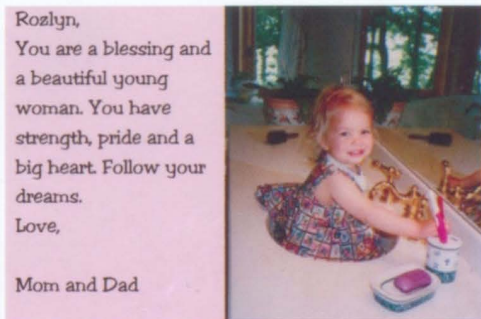 Rozlyn,
You are a blessing and
a beautiful young
woman. You have
strength, pride and a
big heart. Follow your
dreams.
Love,
Mom and Dad